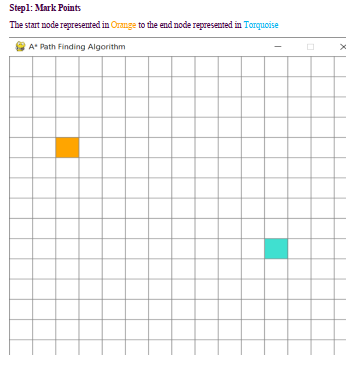 Step1: Mark Points
The start node represented in Orange to the end node represented in Torquoise
A* Path Finding Algorithm